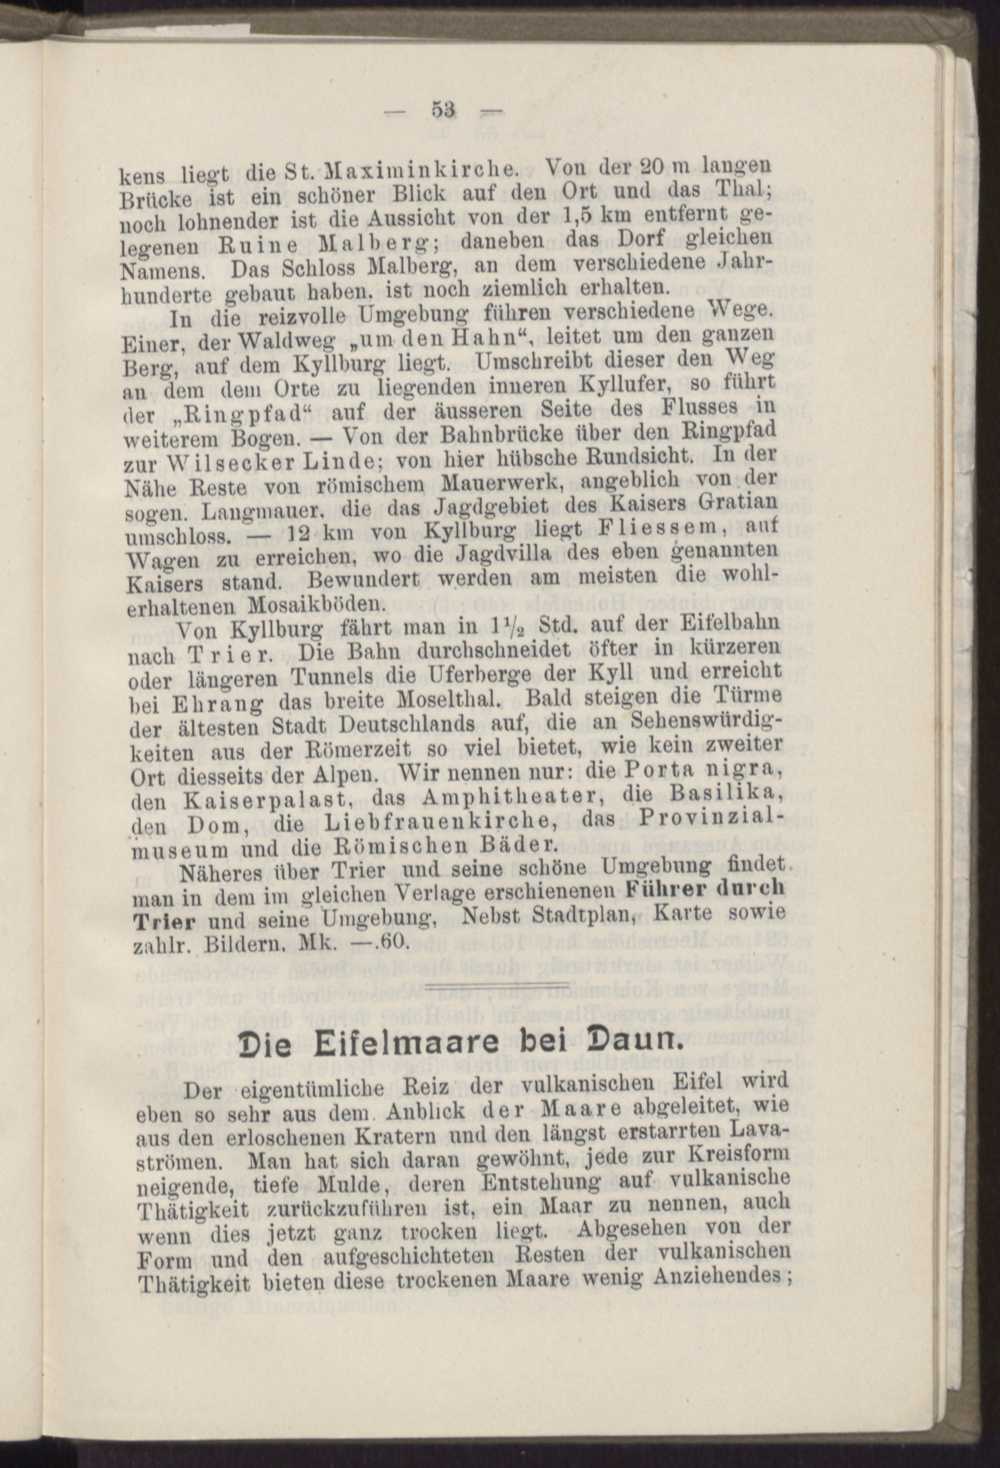 — 53 —
kens liegt die St. Maximinkirche. Von der 20 m langen
Brücke ist ein schöner Blick auf den Ort und das Thal;
noch lohnender ist die Aussicht von der 1,5 km entfernt ge-
legenen Ruine Malberg; daneben das Dorf gleichen
Namens. Das Schloss Malberg, an dem verschiedene Jahr-
hunderte gebaut haben. ist noch ziemlich erhalten.
In die reizvolle Umgebung führen verschiedene Wege.
Einer, der Waldweg „um den Hahn“, leitet um den ganzen
Berg, auf dem Kyllburg liegt. Umschreibt dieser den Weg
an dem dem Orte zu liegenden inneren Kyllufer, so führt
der „Ringpfad“ auf der äusseren Seite des Flusses in
weiterem Bogen. — Von der Bahnbrücke über den Ringpfad
zur Wilsecker Linde; von hier hübsche Rundsicht. In der
Nähe Reste von römischem Mauerwerk, angeblich von der
sogen. Langmauer. die das Jagdgebiet des Kaisers Gratian
umschloss. — 12 km von Kyllburg liegt Fliessem, auf
Wagen zu erreichen, wo die Jagdvilla des eben genannten
Kaisers stand. Bewundert werden am meisten die wohl-
erhaltenen Mosaikböden.
Von Kyllburg fährt man in 1½ Std. auf der Eifelbahn
nach Trier. Die Bahn durchschneidet öfter in kürzeren
oder längeren Tunnels die Uferberge der Kyll und erreicht
bei Ehrang das breite Moselthal. Bald steigen die Türme
der ältesten Stadt Deutschlands auf, die an Sehenswürdig-
keiten aus der Römerzeit so viel bietet, wie kein zweiter
Ort diesseits der Alpen. Wir nennen nur: die Porta nigra,
den Kaiserpalast, das Amphitheater, die Basilika,
den Dom, die Liebfrauenkirche, das Provinzial-
museum und die Römischen Bäder.
Näheres über Trier und seine schöne Umgebung findet
man in dem im gleichen Verlage erschienenen Führer durch
Trier und seine Umgebung, Nebst Stadtplan, Karte sowie
zahlr. Bildern. Mk. —.60.
Die Eifelmaare bei Daun.
Der eigentümliche Reiz der vulkanischen Eifel wird
eben so sehr aus dem Anblick der Maare abgeleitet, wie
aus den erloschenen Kratern und den längst erstarrten Lava-
strömen. Man hat sich daran gewöhnt, jede zur Kreisform
neigende, tiefe Mulde, deren Entstehung auf vulkanische
Thätigkeit zurückzuführen ist, ein Maar zu nennen, auch
wenn dies jetzt ganz trocken liegt. Abgesehen von der
Form und den aufgeschichteten Resten der vulkanischen
Thätigkeit bieten diese trockenen Maare wenig Anziehendes;